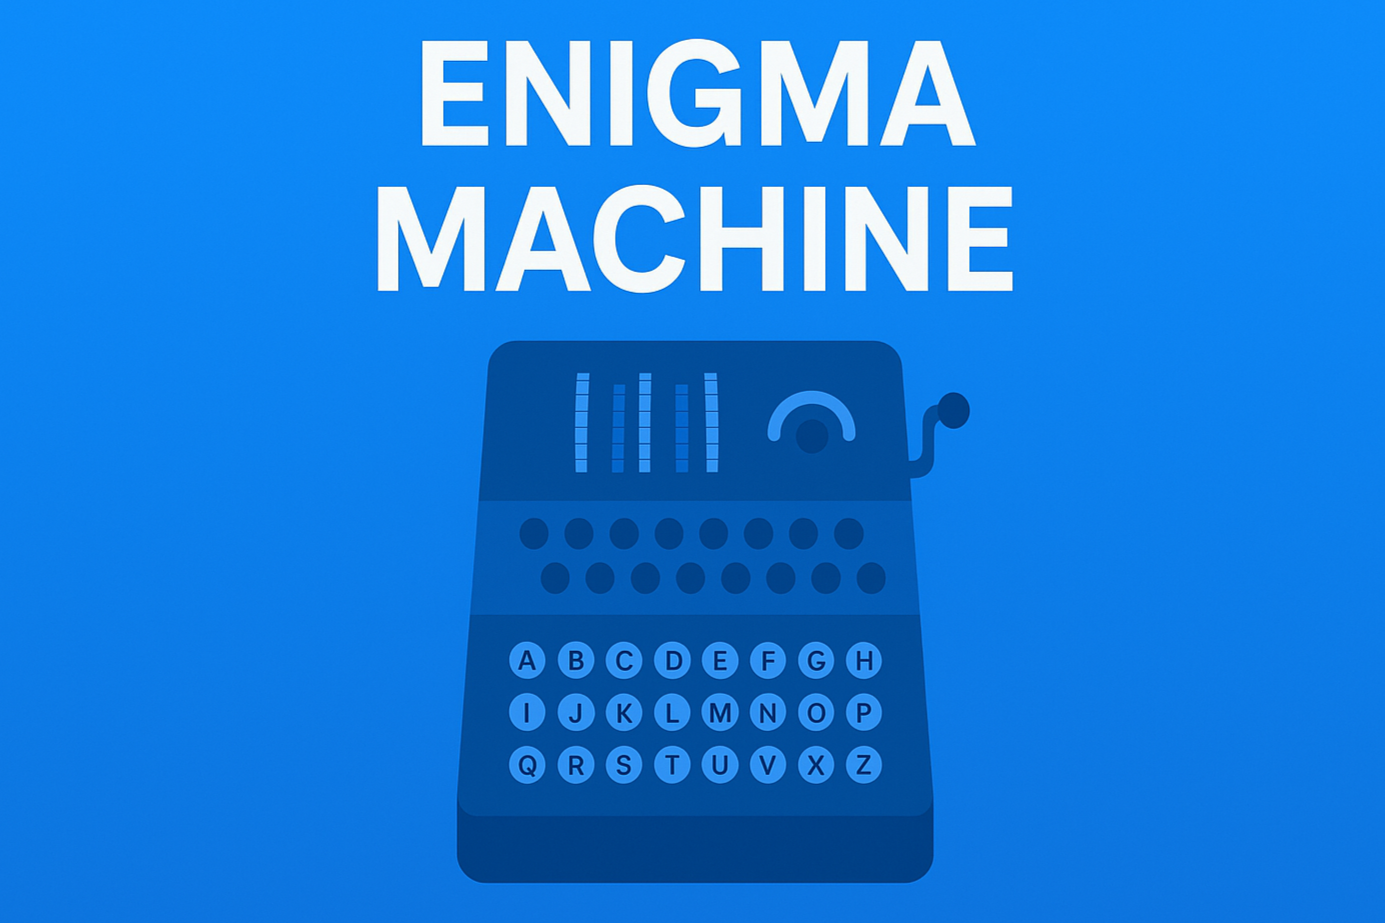 ENIGMA
MACHINE
A B C D E F G H
I J K L M N O P
Q R S T U V X Z